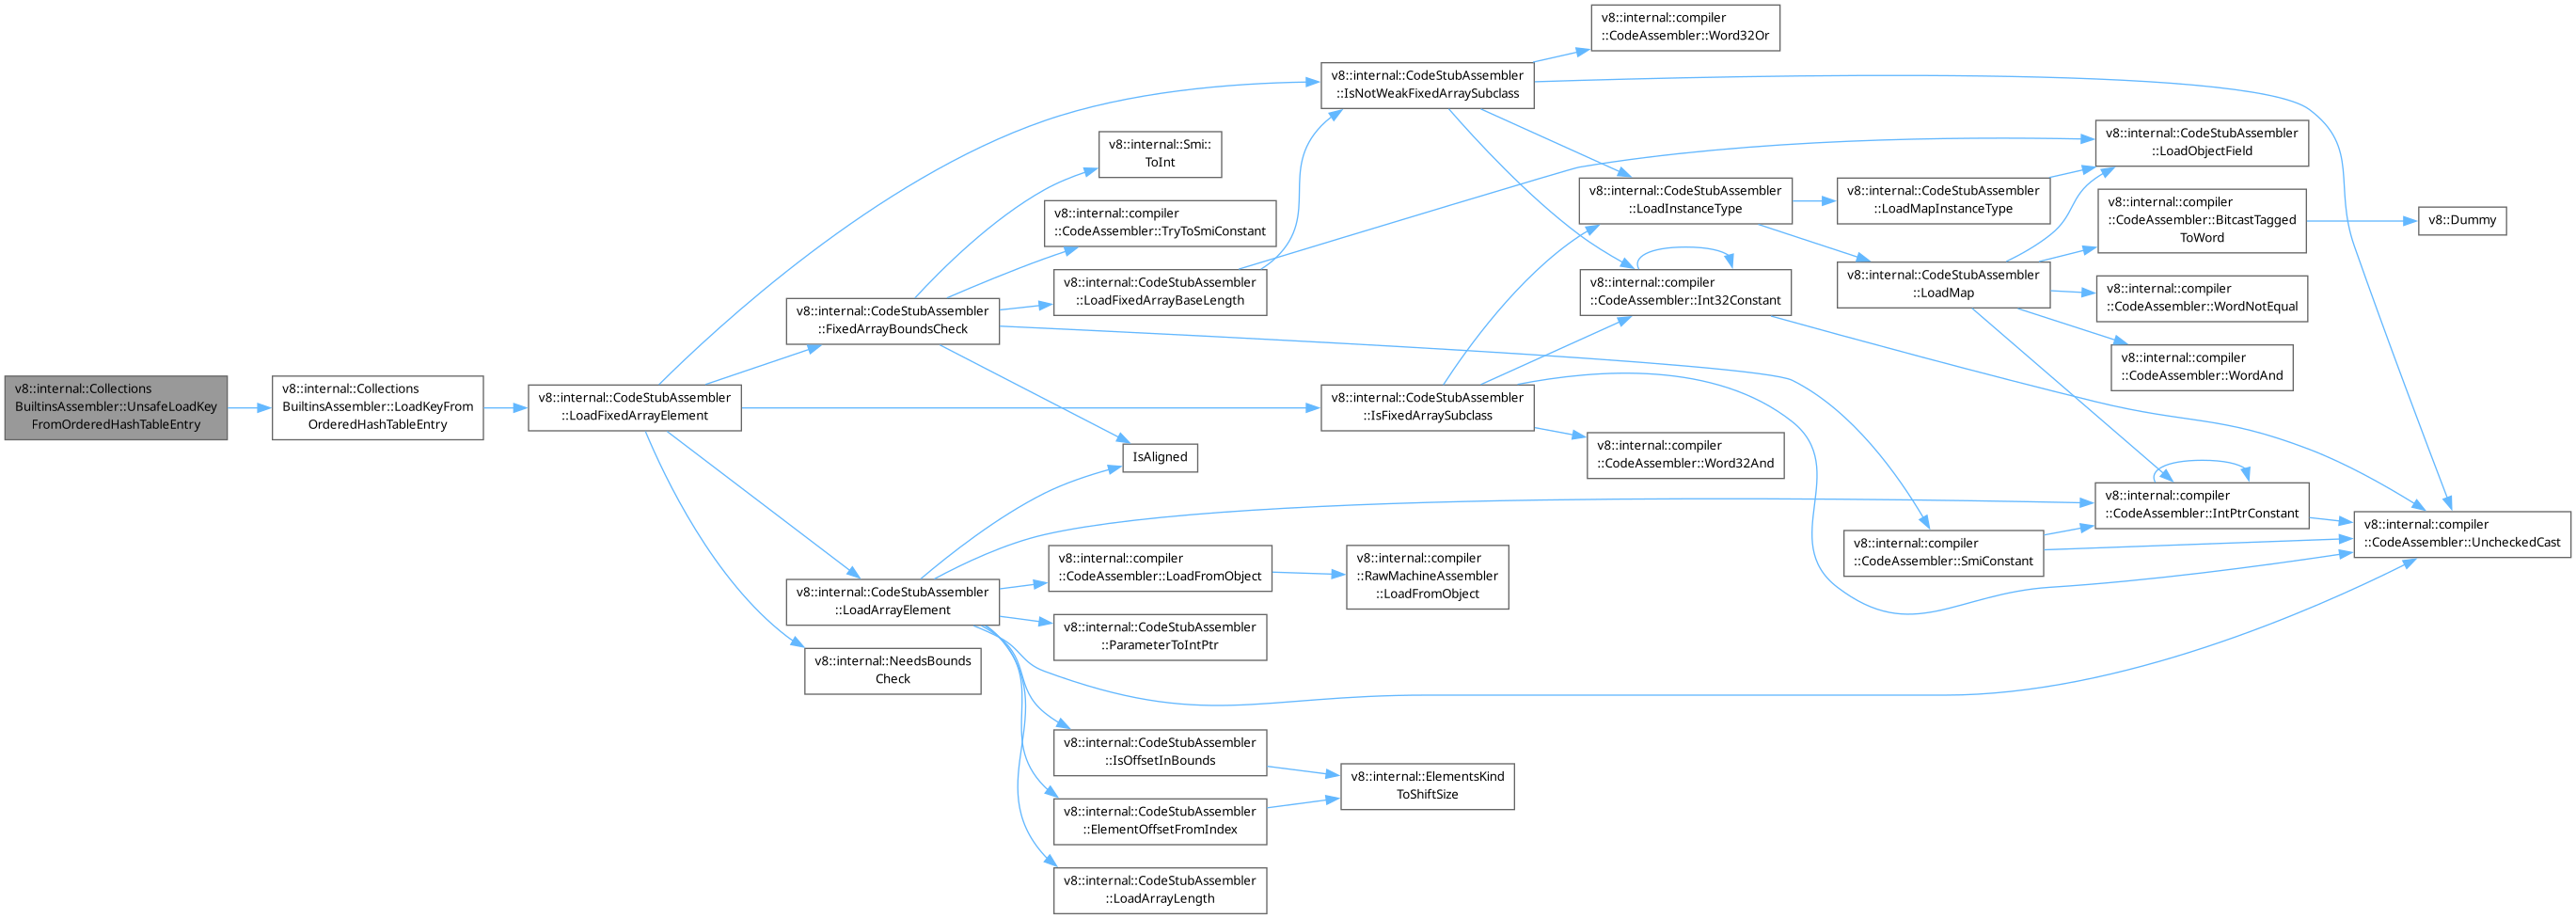 v8::internal::Collections
BuiltinsAssembler::UnsafeLoadKey
FromOrderedHashTableEntry
v8::internal::Collections
BuiltinsAssembler::LoadKeyFrom
OrderedHashTableEntry
v8::internal::CodeStubAssembler
::LoadFixedArrayElement
v8::internal::CodeStubAssembler
::FixedArrayBoundsCheck
v8::internal::CodeStubAssembler
::LoadArrayElement
v8::internal::NeedsBounds
Check
v8::internal::Smi::
ToInt
v8::internal::compiler
::CodeAssembler::TryToSmiConstant
v8::internal::CodeStubAssembler
::LoadFixedArrayBaseLength
IsAligned
v8::internal::compiler
::CodeAssembler::LoadFromObject
v8::internal::CodeStubAssembler
::ParameterToIntPtr
v8::internal::CodeStubAssembler
::IsOffsetInBounds
v8::internal::CodeStubAssembler
::ElementOffsetFromIndex
v8::internal::CodeStubAssembler
::LoadArrayLength
v8::internal::CodeStubAssembler
::IsNotWeakFixedArraySubclass
v8::internal::CodeStubAssembler
::IsFixedArraySubclass
v8::internal::compiler
::RawMachineAssembler
::LoadFromObject
v8::internal::ElementsKind
ToShiftSize
v8::internal::compiler
::CodeAssembler::Word32Or
v8::internal::CodeStubAssembler
::LoadInstanceType
v8::internal::compiler
::CodeAssembler::Int32Constant
v8::internal::compiler
::CodeAssembler::Word32And
v8::internal::CodeStubAssembler
::LoadMapInstanceType
v8::internal::CodeStubAssembler
::LoadMap
v8::internal::compiler
::CodeAssembler::SmiConstant
v8::internal::CodeStubAssembler
::LoadObjectField
v8::internal::compiler
::CodeAssembler::BitcastTagged
ToWord
v8::internal::compiler
::CodeAssembler::WordNotEqual
v8::internal::compiler
::CodeAssembler::WordAnd
v8::internal::compiler
::CodeAssembler::IntPtrConstant
v8::Dummy
v8::internal::compiler
::CodeAssembler::UncheckedCast